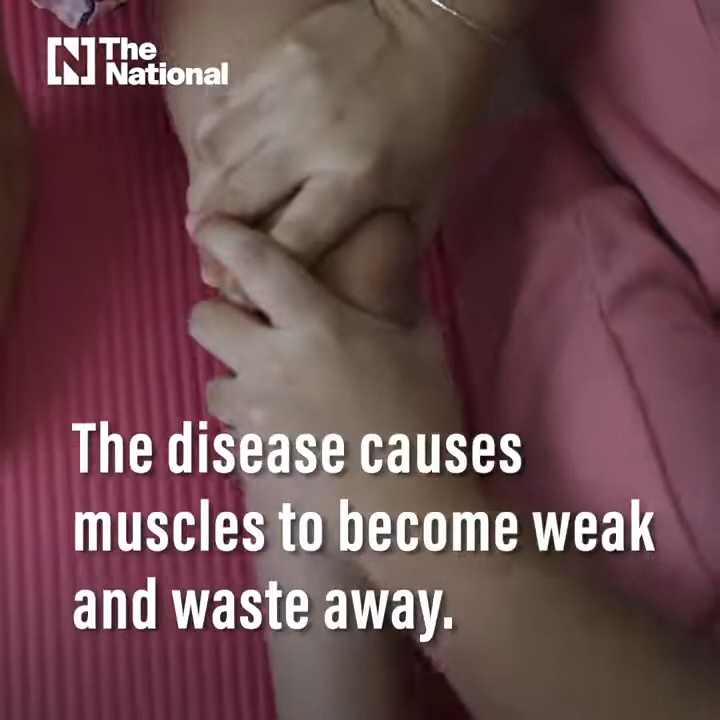 The
National
The disease causes
muscles to become weak
and waste away.